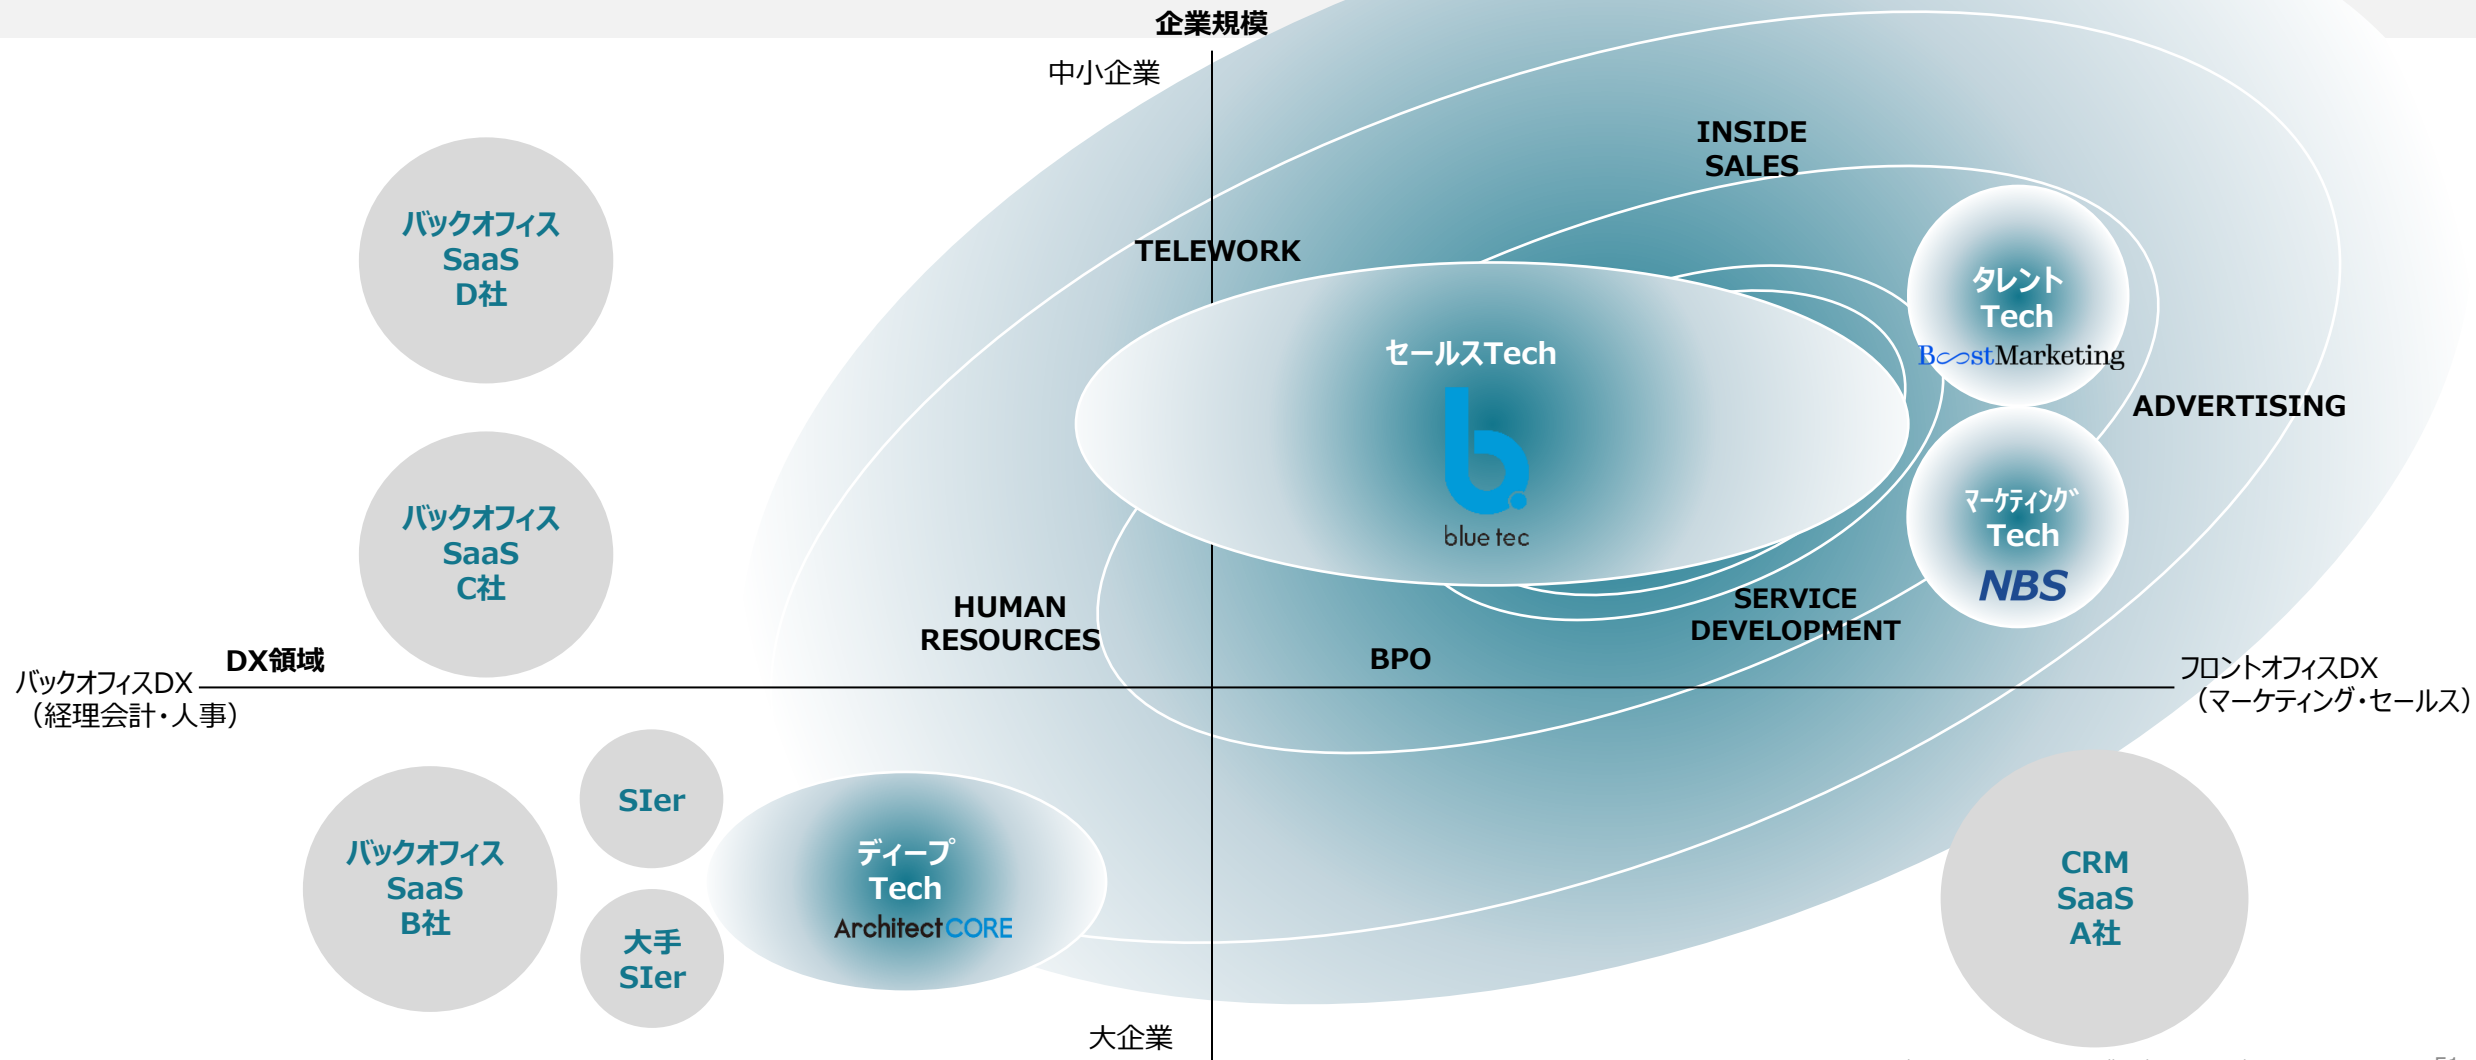 企業規模
中小企業
INSIDE
SALES
バックオフィス
SaaS
D社
TELEWORK
タレント
Tech
BoostMarketing
セールスTech
blue tec
ADVERTISING
バックオフィス
SaaS
C社
マーケティング
Tech
NBS
HUMAN
RESOURCES
SERVICE
DEVELOPMENT
BPO
DX領域
バックオフィスDX
（経理会計・人事）
フロントオフィスDX
（マーケティング・セールス）
SIer
バックオフィス
SaaS
B社
ディープ
Tech
ArchitectCORE
大手
SIer
CRM
SaaS
A社
大企業